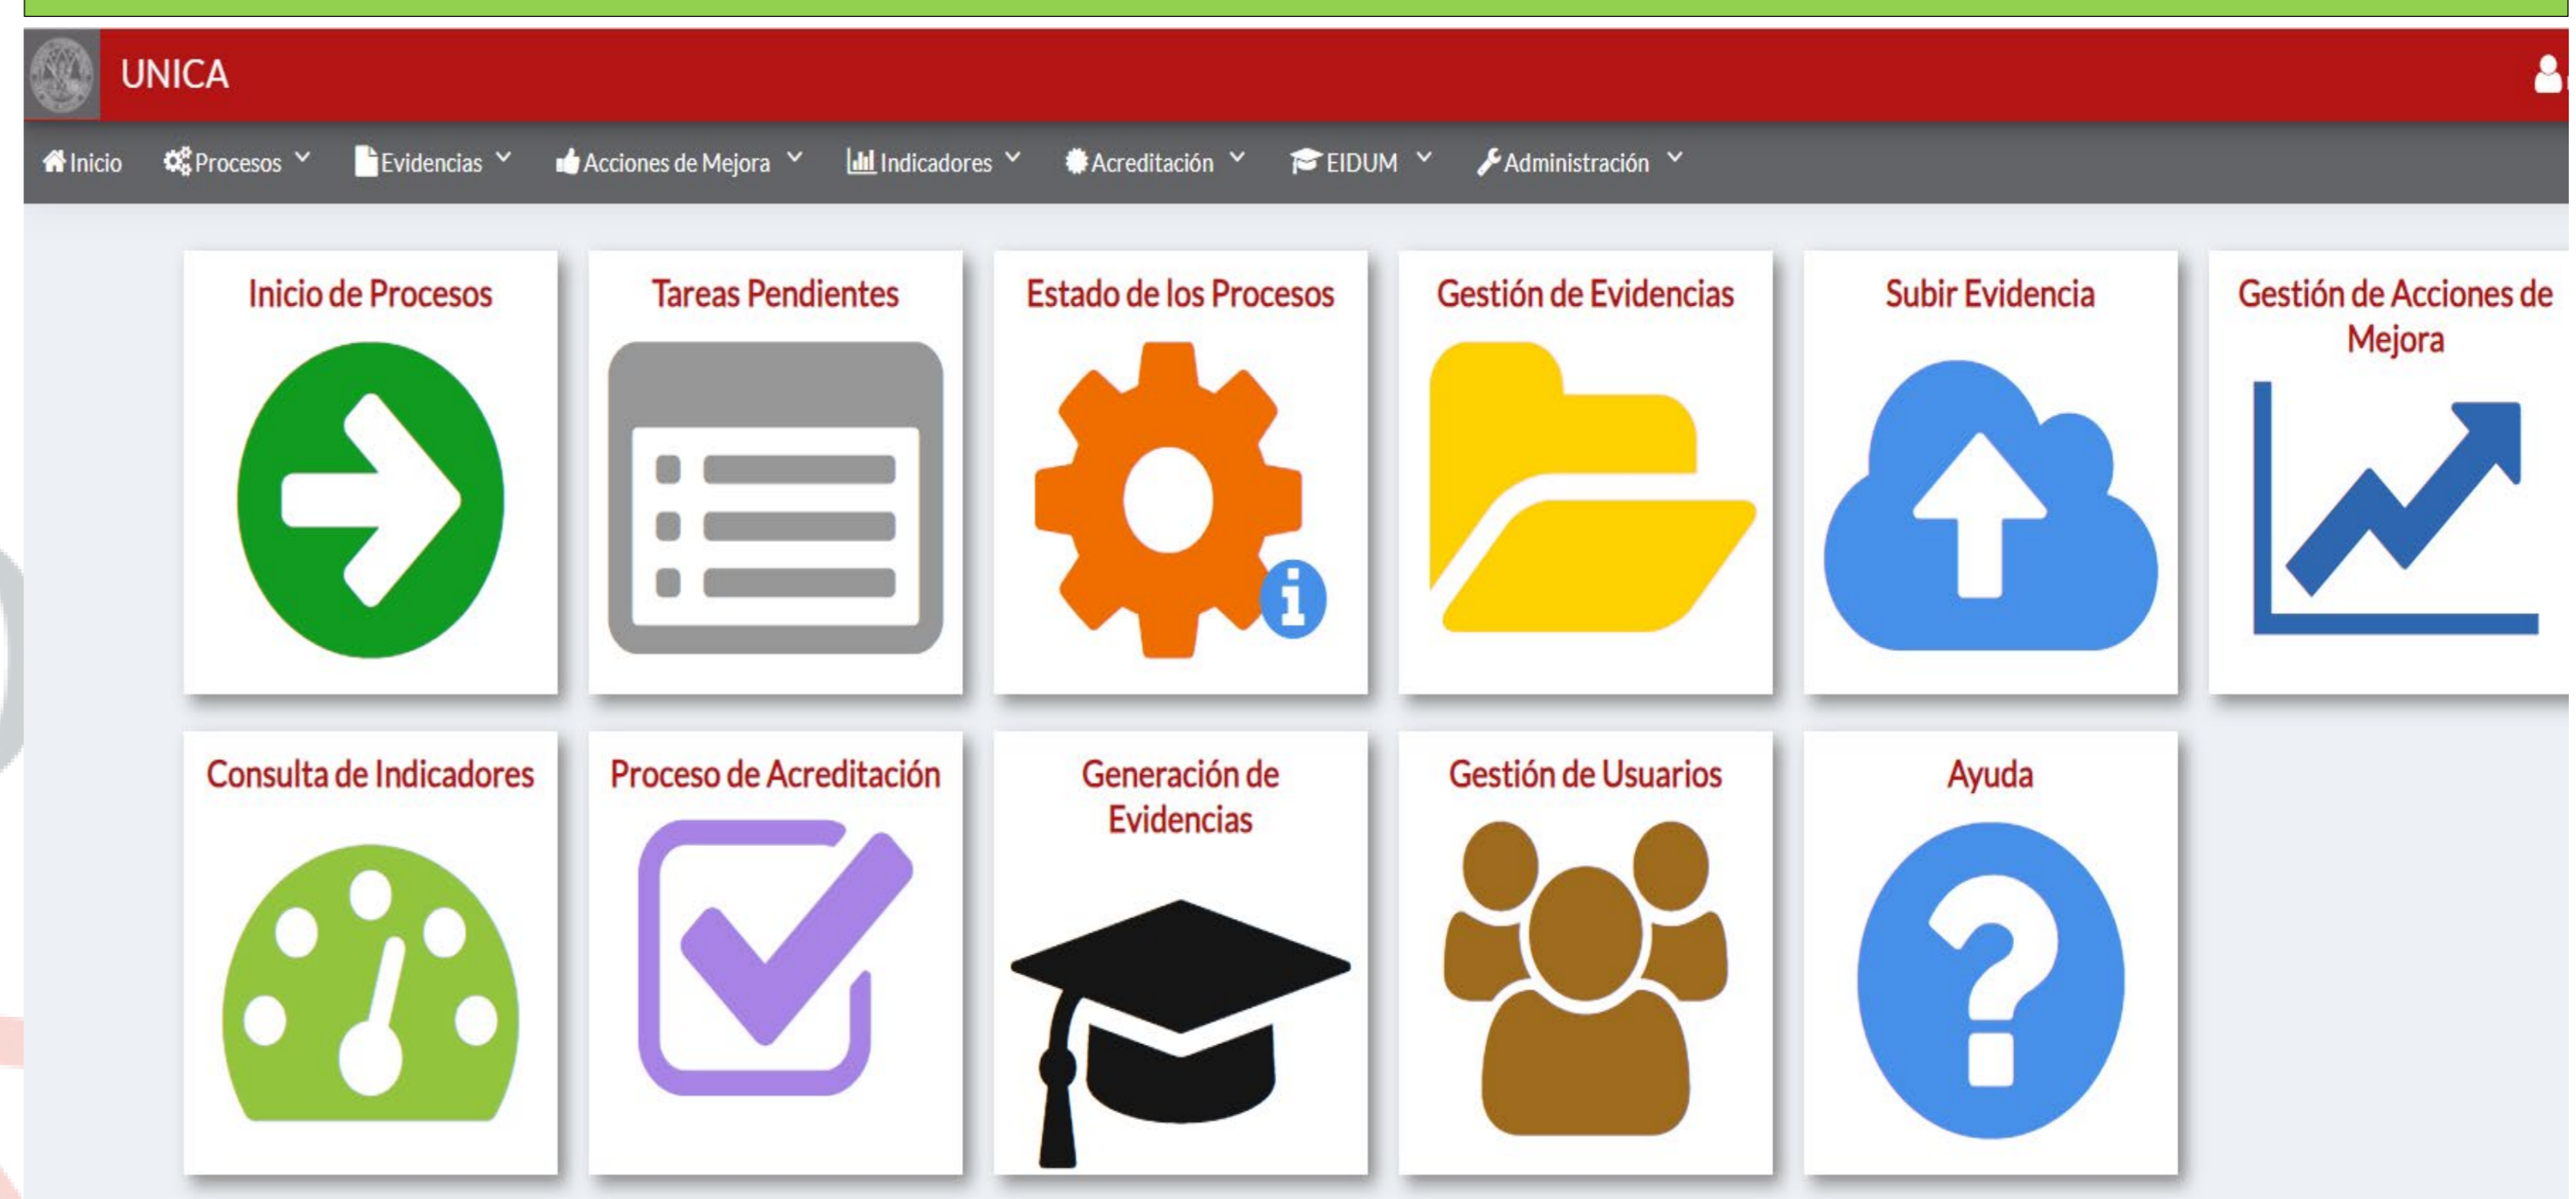 UNICA
Inicio Procesos Evidencias Acciones de Mejora Indicadores Acreditación EIDUM Administración
Inicio de Procesos
Tareas Pendientes
Estado de los Procesos
Gestión de Evidencias
Subir Evidencia
Gestión de Acciones de
Mejora
Consulta de Indicadores
Proceso de Acreditación
Generación de
Evidencias
Gestión de Usuarios
Ayuda